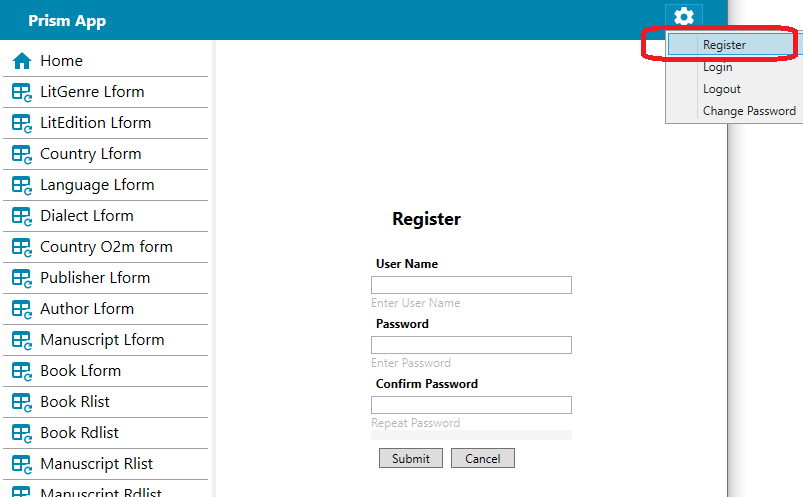 Prism App
Register
Login
Logout
Change Password
Home
LitGenre Lform
LitEdition Lform
Country Lform
Language Lform
Dialect Lform
Country O2m form
Publisher Lform
Author Lform
Manuscript Lform
Book Lform
Book Rlist
Book Rdlist
Manuscript Rlist
Manuscript Rdlist
Register
User Name
Enter User Name
Password
Enter Password
Confirm Password
Repeat Password
Submit Cancel